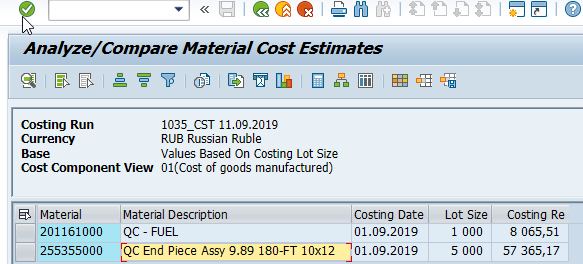 Analyze/Compare Material Cost Estimates
Costing Run 1035_CST 11.09.2019
Currency RUB Russian Ruble
Base Values Based On Costing Lot Size
Cost Component View 01(Cost of goods manufactured)
Material Material Description Costing Date Lot Size Costing Re
201161000 QC - FUEL 01.09.2019 1 000 8 065,51
255355000 QC End Piece Assy 9.89 180-FT 10x12 01.09.2019 5 000 57 365,17